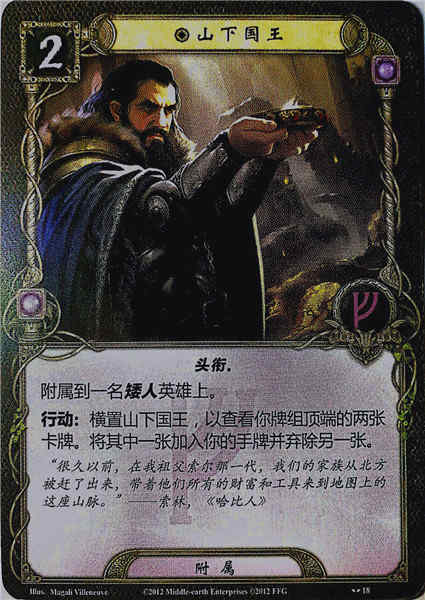 2
山下国王
头衔.
附属到一名矮人英雄上。
行动：横置山下国王，以查看你牌组顶端的两张
卡牌。将其中一张加入你的手牌并弃除另一张。
“很久以前，在我祖父索尔那一代，我们的家族从北方
被赶了出来，带着他们所有的财富和工具来到地图上的
这座山脉。”——索林，《哈比人》
附属
Illus. Magali Villeneuve ©2012 Middle-earth Enterprises ©2012 FFG 18